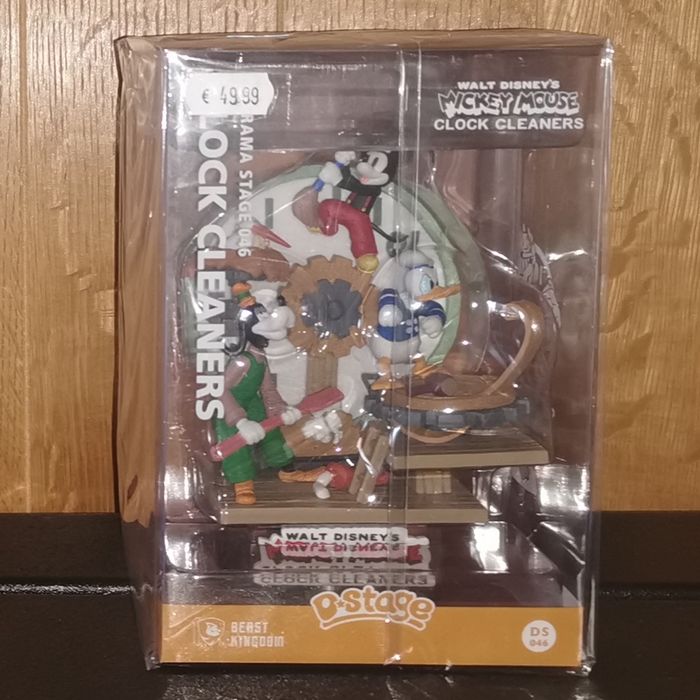 € 49.99
WALT DISNEY'S
MICKEY MOUSE
CLOCK CLEANERS
RAMA STAGE 046
LOCK CLEANERS
WALT DISNEY'S
D-stage
BEAST
KINGDOM
DS
046